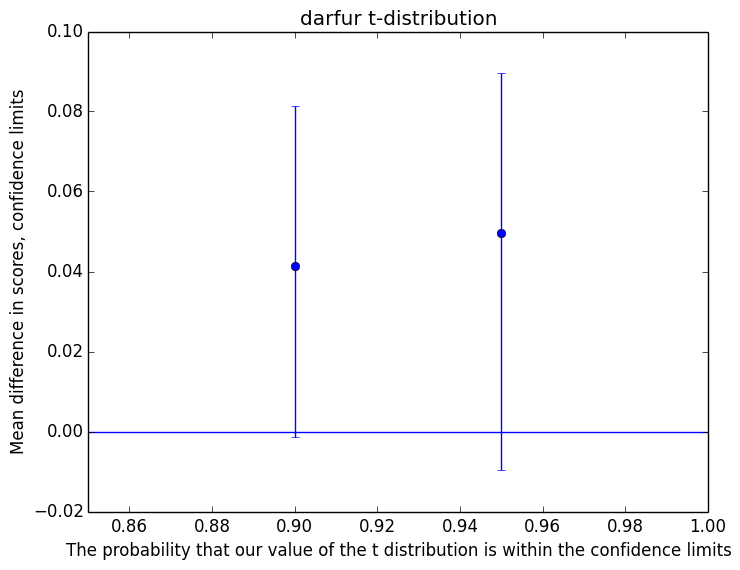 darfur t-distribution
0.10
0.08
0.06
0.04
0.02
0.00
−0.02
Mean difference in scores, confidence limits
0.86 0.88 0.90 0.92 0.94 0.96 0.98 1.00
The probability that our value of the t distribution is within the confidence limits